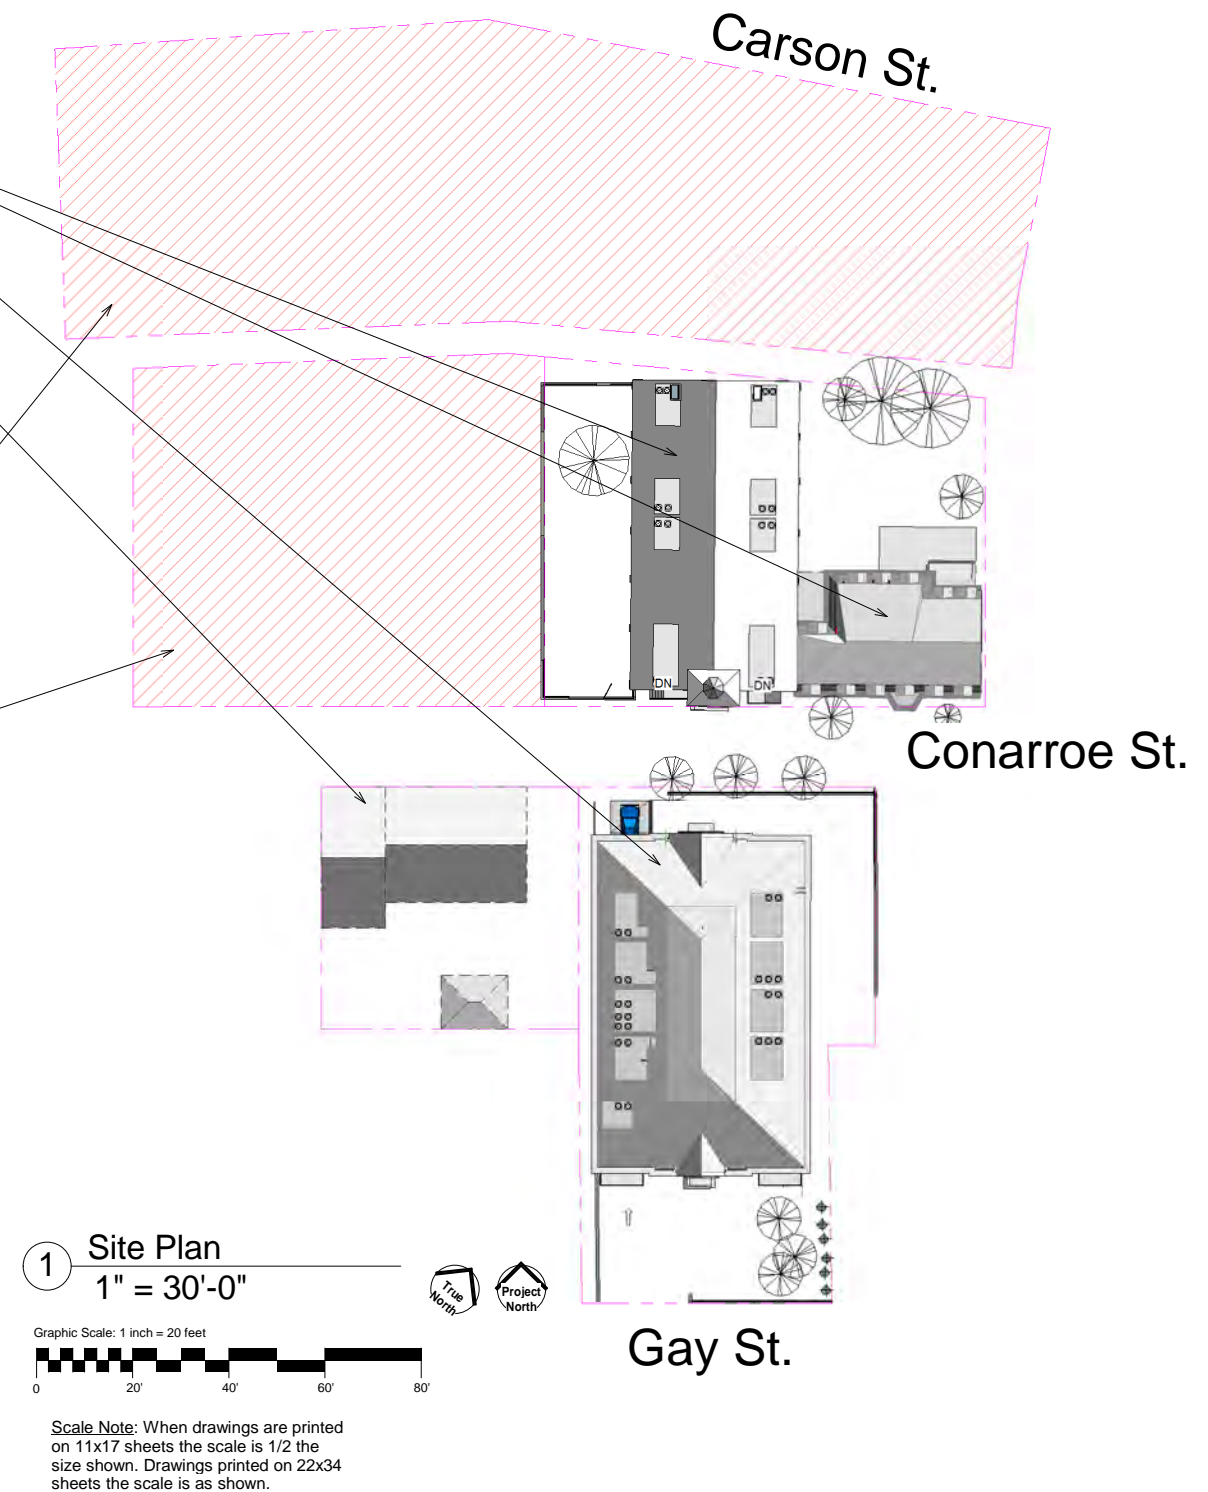 Carson St.
DN
DN
Conarroe St.
1
Site Plan
1" = 30'-0"
True
North
Project
North
Gay St.
Graphic Scale: 1 inch = 20 feet
0 20' 40' 60' 80'
Scale Note: When drawings are printed
on 11x17 sheets the scale is 1/2 the
size shown. Drawings printed on 22x34
sheets the scale is as shown.